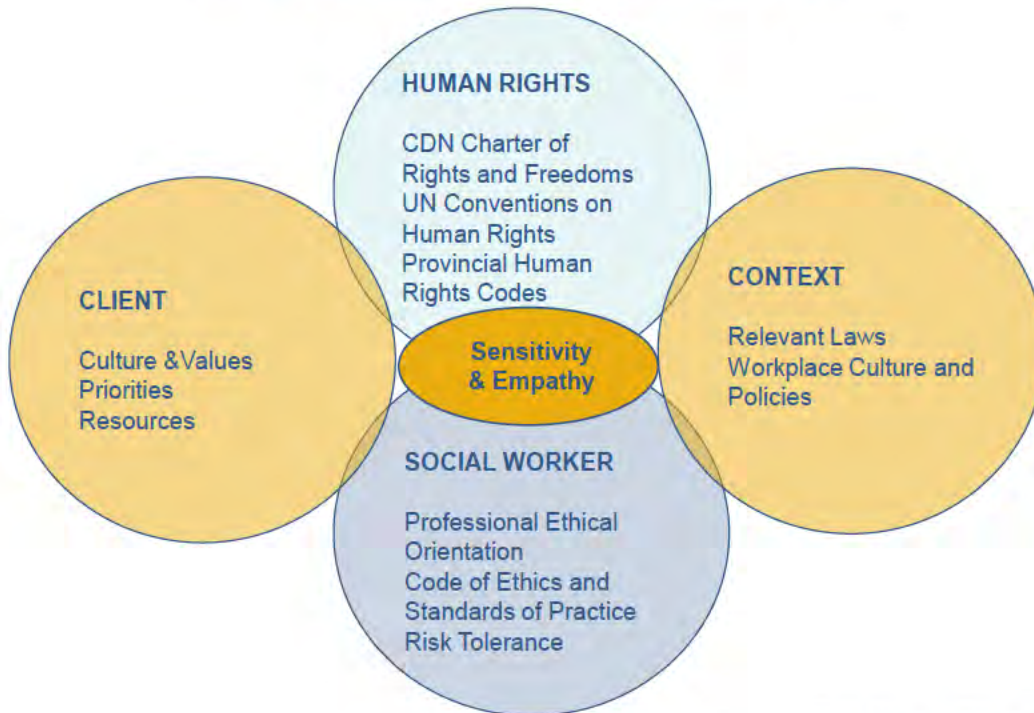 HUMAN RIGHTS
CDN Charter of
Rights and Freedoms
UN Conventions on
Human Rights
Provincial Human
Rights Codes
CLIENT
Culture &Values
Priorities
Resources
Sensitivity
& Empathy
CONTEXT
Relevant Laws
Workplace Culture and
Policies
SOCIAL WORKER
Professional Ethical
Orientation
Code of Ethics and
Standards of Practice
Risk Tolerance